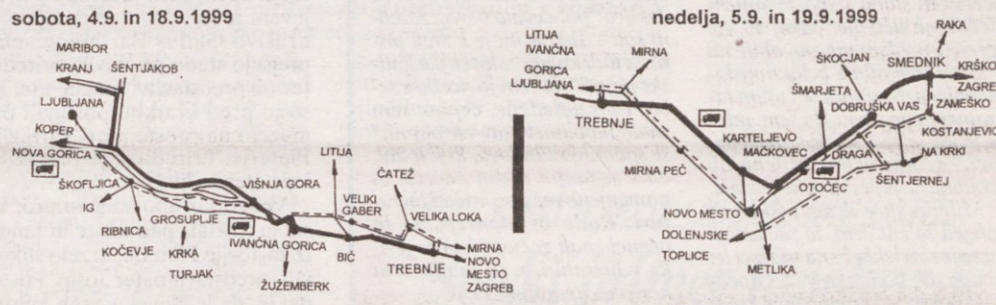 sobota, 4.9. in 18.9.1999
MARIBOR
KRANJ
ŠENTJAKOB
LJUBLJANA
KOPER
NOVA GORICA
ŠKOFLJICA
IG
RIBNICA
KOČEVJE
GROSUPLJE
KRKA
TURJAK
VIŠNJA GORA
IVANČNA GORICA
ŽUŽEMBERK
LITIJA
VELIKI
GABER
BIČ
ČATEŽ
VELIKA LOKA
TREBNJE
MIRNA
NOVO
MESTO
ZAGREB
nedelja, 5.9. in 19.9.1999
LITIJA
IVANČNA
GORICA
LJUBLJANA
MIRNA
TREBNJE
MIRNA PEČ
KARTELJEVO
MAČKOVEC
NOVO MESTO
DOLENJSKE
TOPLICE
METLIKA
OTOČEC
DRAGA
ŠMARJETA
ŠKOCJAN
DOBRUŠKA VAS
SMEDNIK
RAKA
KRŠKO
ZAGRE
ZAMEŠKO
KOSTANJEVIC
NA KRKI
ŠENTJERNEJ